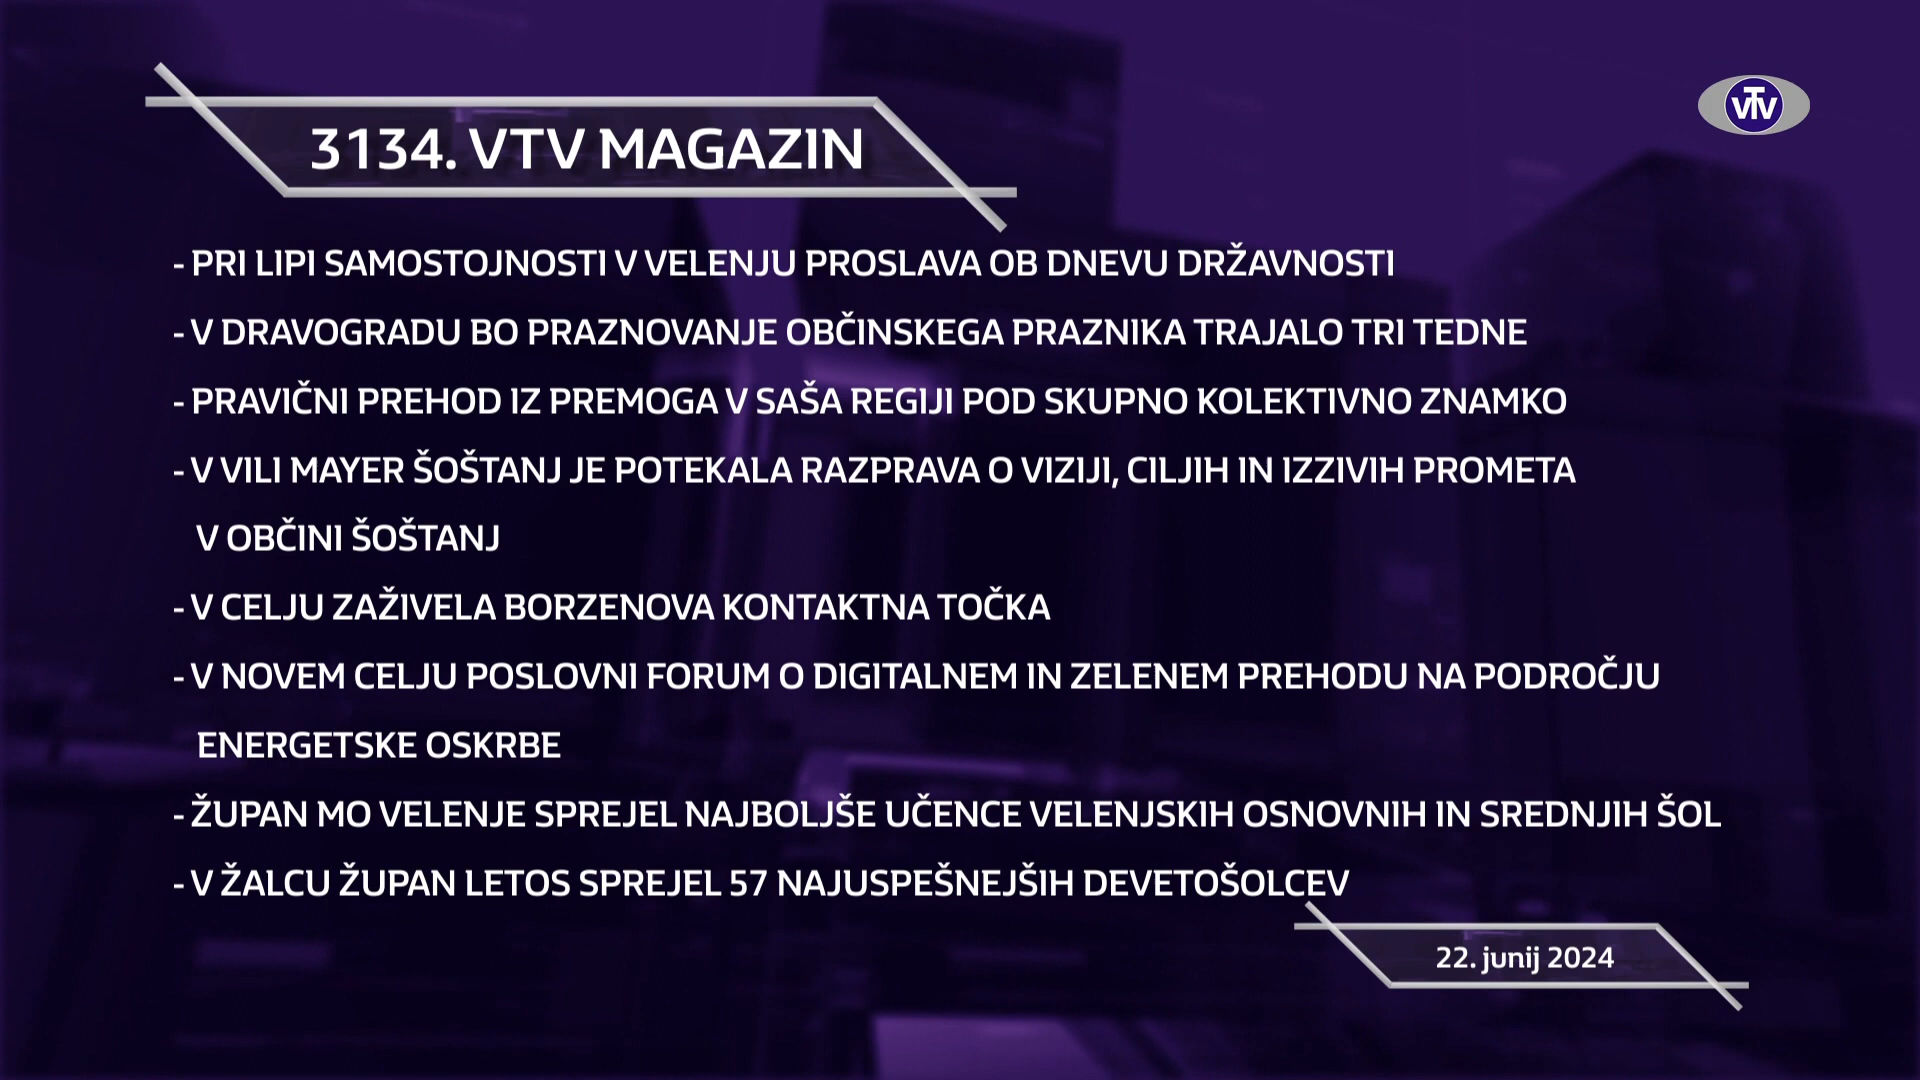 3134. VTV MAGAZIN
VTV
- PRI LIPI SAMOSTOJNOSTI V VELENJU PROSLAVA OB DNEVU DRŽAVNOSTI
- V DRAVOGRADU BO PRAZNOVANJE OBČINSKEGA PRAZNIKA TRAJALO TRI TEDNE
- PRAVIČNI PREHOD IZ PREMOGA V SAŠA REGIJI POD SKUPNO KOLEKTIVNO ZNAMKO
- V VILI MAYER ŠOŠTANJ JE POTEKALA RAZPRAVA O VIZIJI, CILJIH IN IZZIVIH PROMETA
V OBČINI ŠOŠTANJ
- V CELJU ZAŽIVELA BORZENOVA KONTAKTNA TOČKA
- V NOVEM CELJU POSLOVNI FORUM O DIGITALNEM IN ZELENEM PREHODU NA PODROČJU
ENERGETSKE OSKRBE
- ŽUPAN MO VELENJE SPREJEL NAJBOLJŠE UČENCE VELENJSKIH OSNOVNIH IN SREDNJIH ŠOL
- V ŽALCU ŽUPAN LETOS SPREJEL 57 NAJUSPEŠNEJŠIH DEVETOŠOLCEV
22. junij 2024